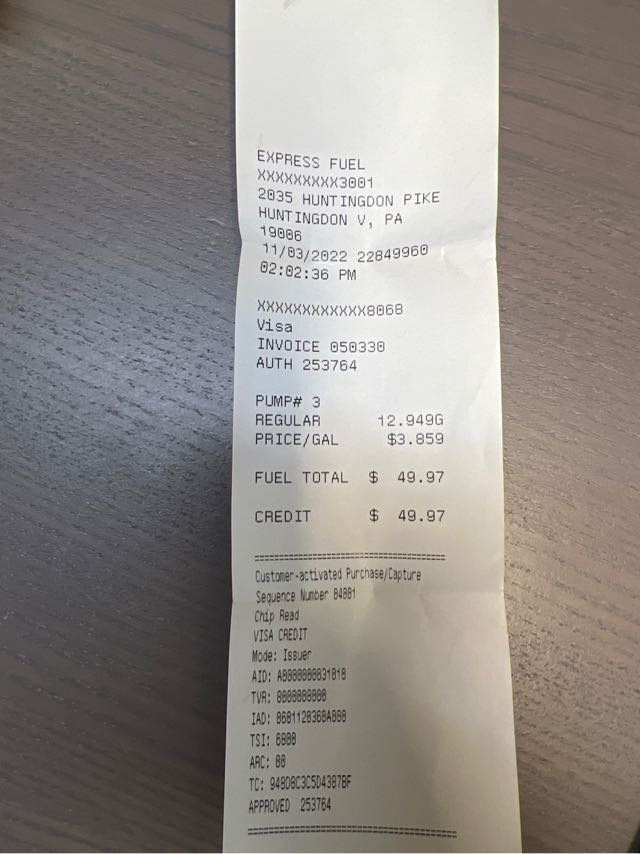 EXPRESS FUEL
XXXXXXXXX3001
2035 HUNTINGDON PIKE
HUNTINGDON V, PA
19006
11/03/2022 22849960
02:02:36 PM
XXXXXXXXXXXX8068
Visa
INVOICE 050330
AUTH 253764
PUMP# 3
REGULAR 12.949G
PRICE/GAL $3.859
FUEL TOTAL $ 49.97
CREDIT $ 49.97
Customer-activated Purchase/Capture
Sequence Number 04001
Chip Read
VISA CREDIT
Mode: Issuer
AID: A0000000031010
TVR: 0000000000
IAD:
TSI: 6800
ARC: 00
TC:
APPROVED 253764